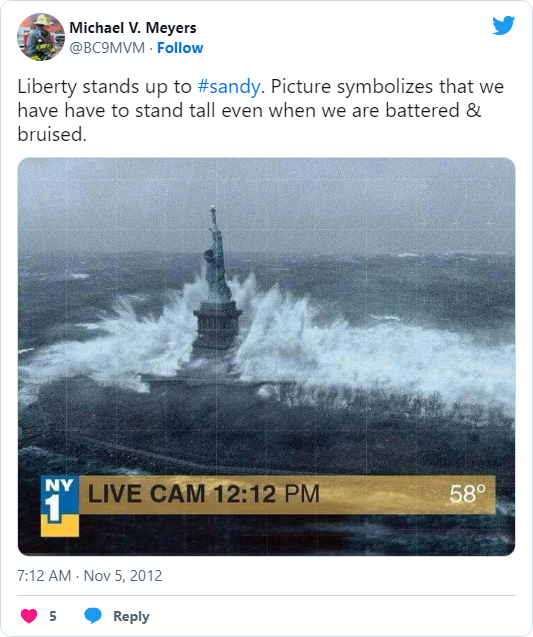 Michael V. Meyers
@BC9MVM · Follow
Liberty stands up to #sandy. Picture symbolizes that we
have have to stand tall even when we are battered &
bruised.
NY
1
LIVE CAM 12:12 PM
58°
7:12 AM · Nov 5, 2012
5
Reply